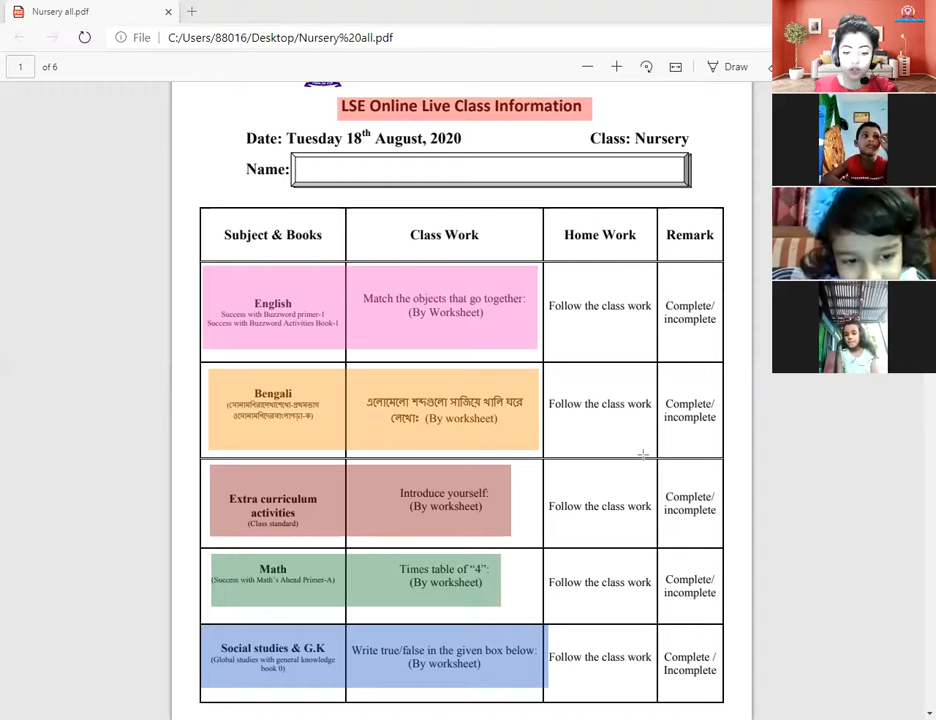 Nursery all.pdf
File
C:/Users/88016/Desktop/Nursery%20all.pdf
1 of 6
Draw
LSE Online Live Class Information
Date: Tuesday 18th August, 2020
Class: Nursery
Name:
Subject & Books
Class Work
Home Work
Remark
English
Success with Buzzword primer-1
Success with Buzzword Activities Book-1
Match the objects that go together:
(By Worksheet)
Follow the class work
Complete/
incomplete
Bengali
এলোমেলো শব্দগুলো সাজিয়ে খালি ঘরে
লেখোঃ (By worksheet)
Follow the class work
Complete/
incomplete
Extra curriculum
activities
(Class standard)
Introduce yourself:
(By worksheet)
Follow the class work
Complete/
incomplete
Math
(Success with Math's Ahend Primer-A)
Times table of “4”:
(By worksheet)
Follow the class work
Complete/
incomplete
Social studies & G.K
(Global studies with general knowledge
book 0)
Write true/false in the given box below:
(By worksheet)
Follow the class work
Complete /
Incomplete